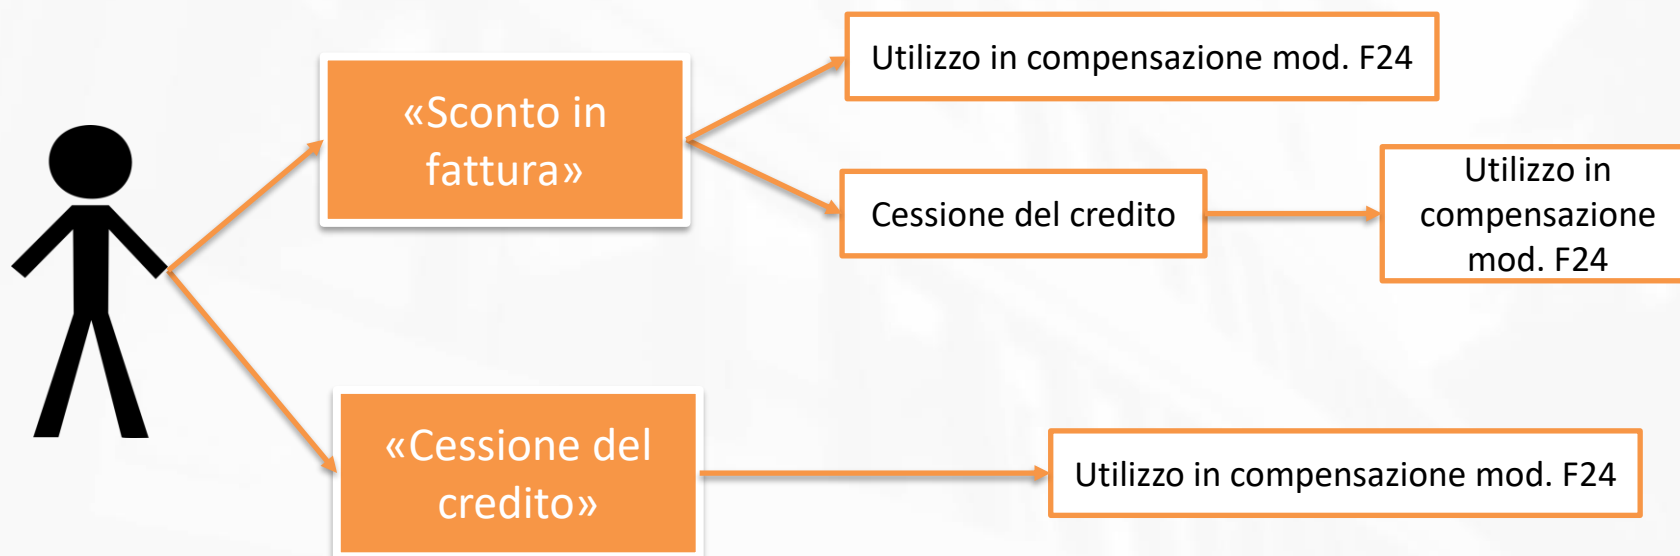 «Sconto in
fattura»
Utilizzo in compensazione mod. F24
Cessione del credito
Utilizzo in
compensazione
mod. F24
«Cessione del
credito»
Utilizzo in compensazione mod. F24